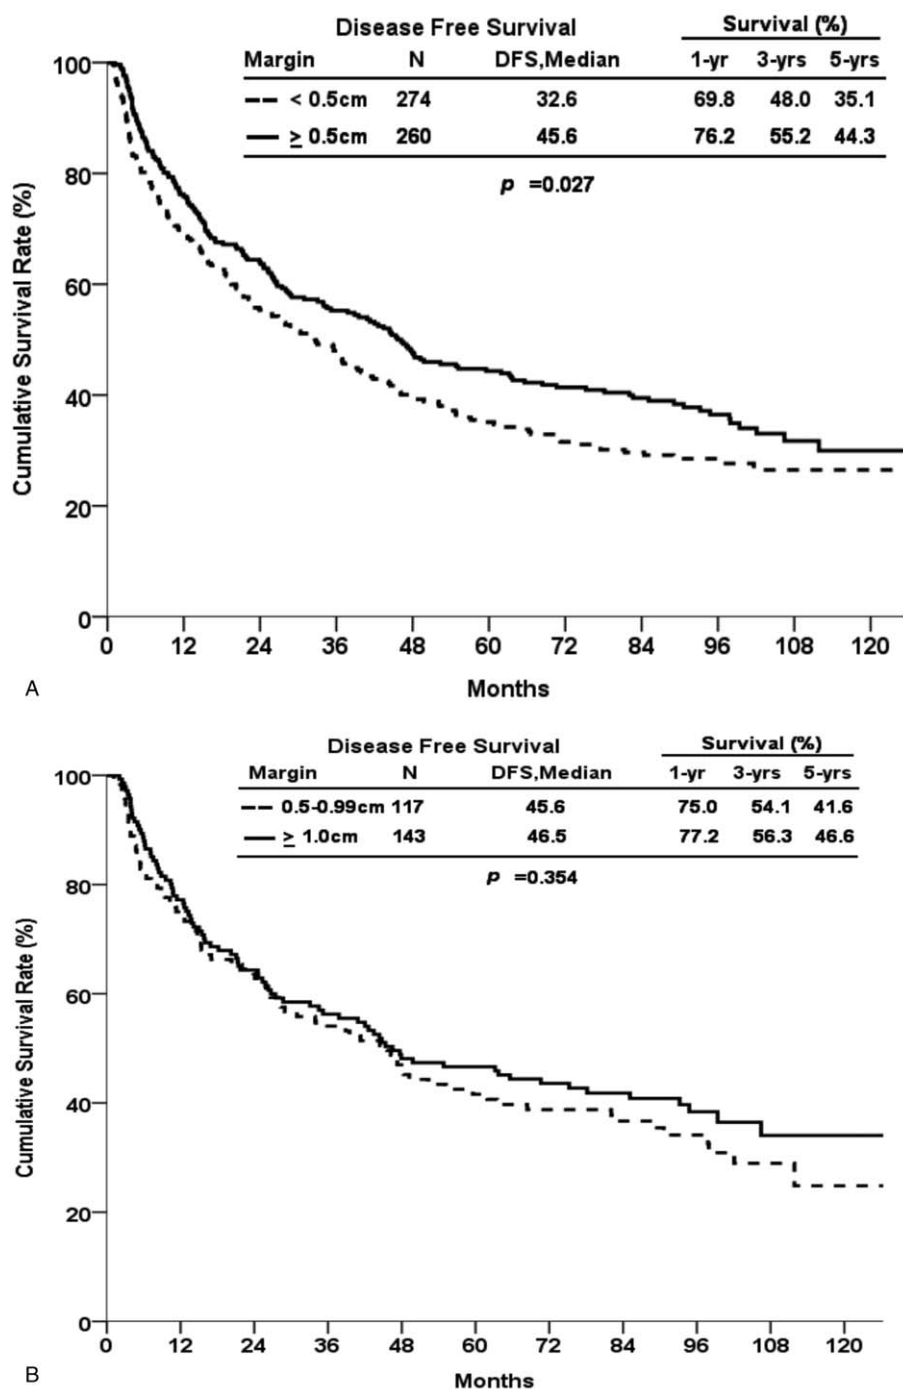 Disease Free Survival Survival (%)
Margin N DFS,Median 1-yr 3-yrs 5-yrs
< 0.5cm 274 32.6 69.8 48.0 35.1
≥ 0.5cm 260 45.6 76.2 55.2 44.3
p =0.027
Cumulative Survival Rate (%)
100
80
60
40
20
0
0 12 24 36 48 60 72 84 96 108 120
Months
A
Disease Free Survival Survival (%)
Margin N DFS,Median 1-yr 3-yrs 5-yrs
0.5-0.99cm 117 45.6 75.0 54.1 41.6
≥ 1.0cm 143 46.5 77.2 56.3 46.6
p =0.354
Cumulative Survival Rate (%)
100
80
60
40
20
0
0 12 24 36 48 60 72 84 96 108 120
Months
B